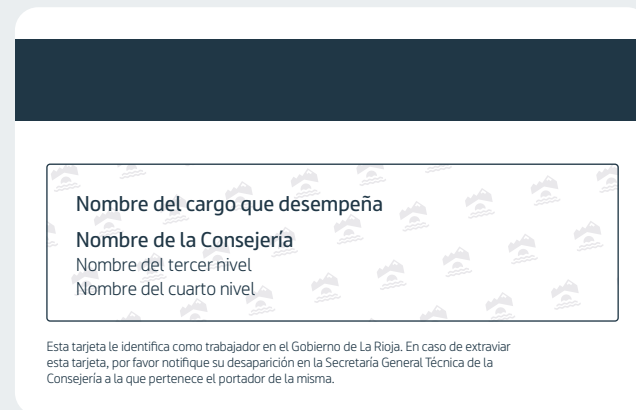 Nombre del cargo que desempeña
Nombre de la Consejería
Nombre del tercer nivel
Nombre del cuarto nivel
Esta tarjeta le identifica como trabajador en el Gobierno de La Rioja. En caso de extraviar
esta tarjeta, por favor notifique su desaparición en la Secretaría General Técnica de la
Consejería a la que pertenece el portador de la misma.